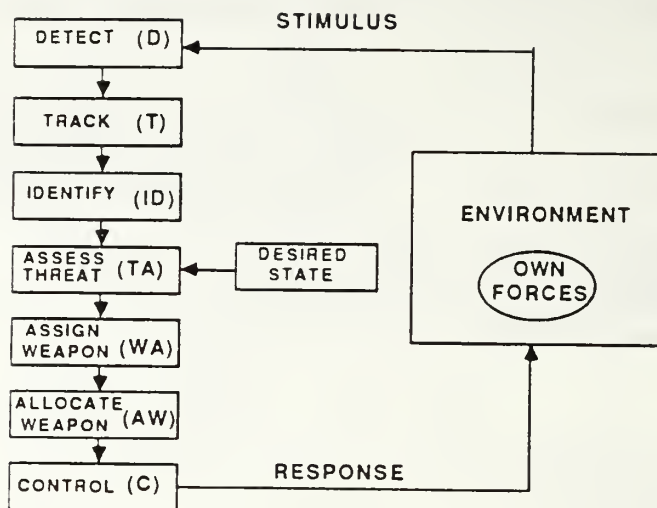 STIMULUS
DETECT (D)
TRACK (T)
IDENTIFY (ID)
ASSESS
THREAT (TA)
DESIRED
STATE
ASSIGN
WEAPON (WA)
ALLOCATE
WEAPON (AW)
CONTROL (C)
RESPONSE
ENVIRONMENT
OWN
FORCES